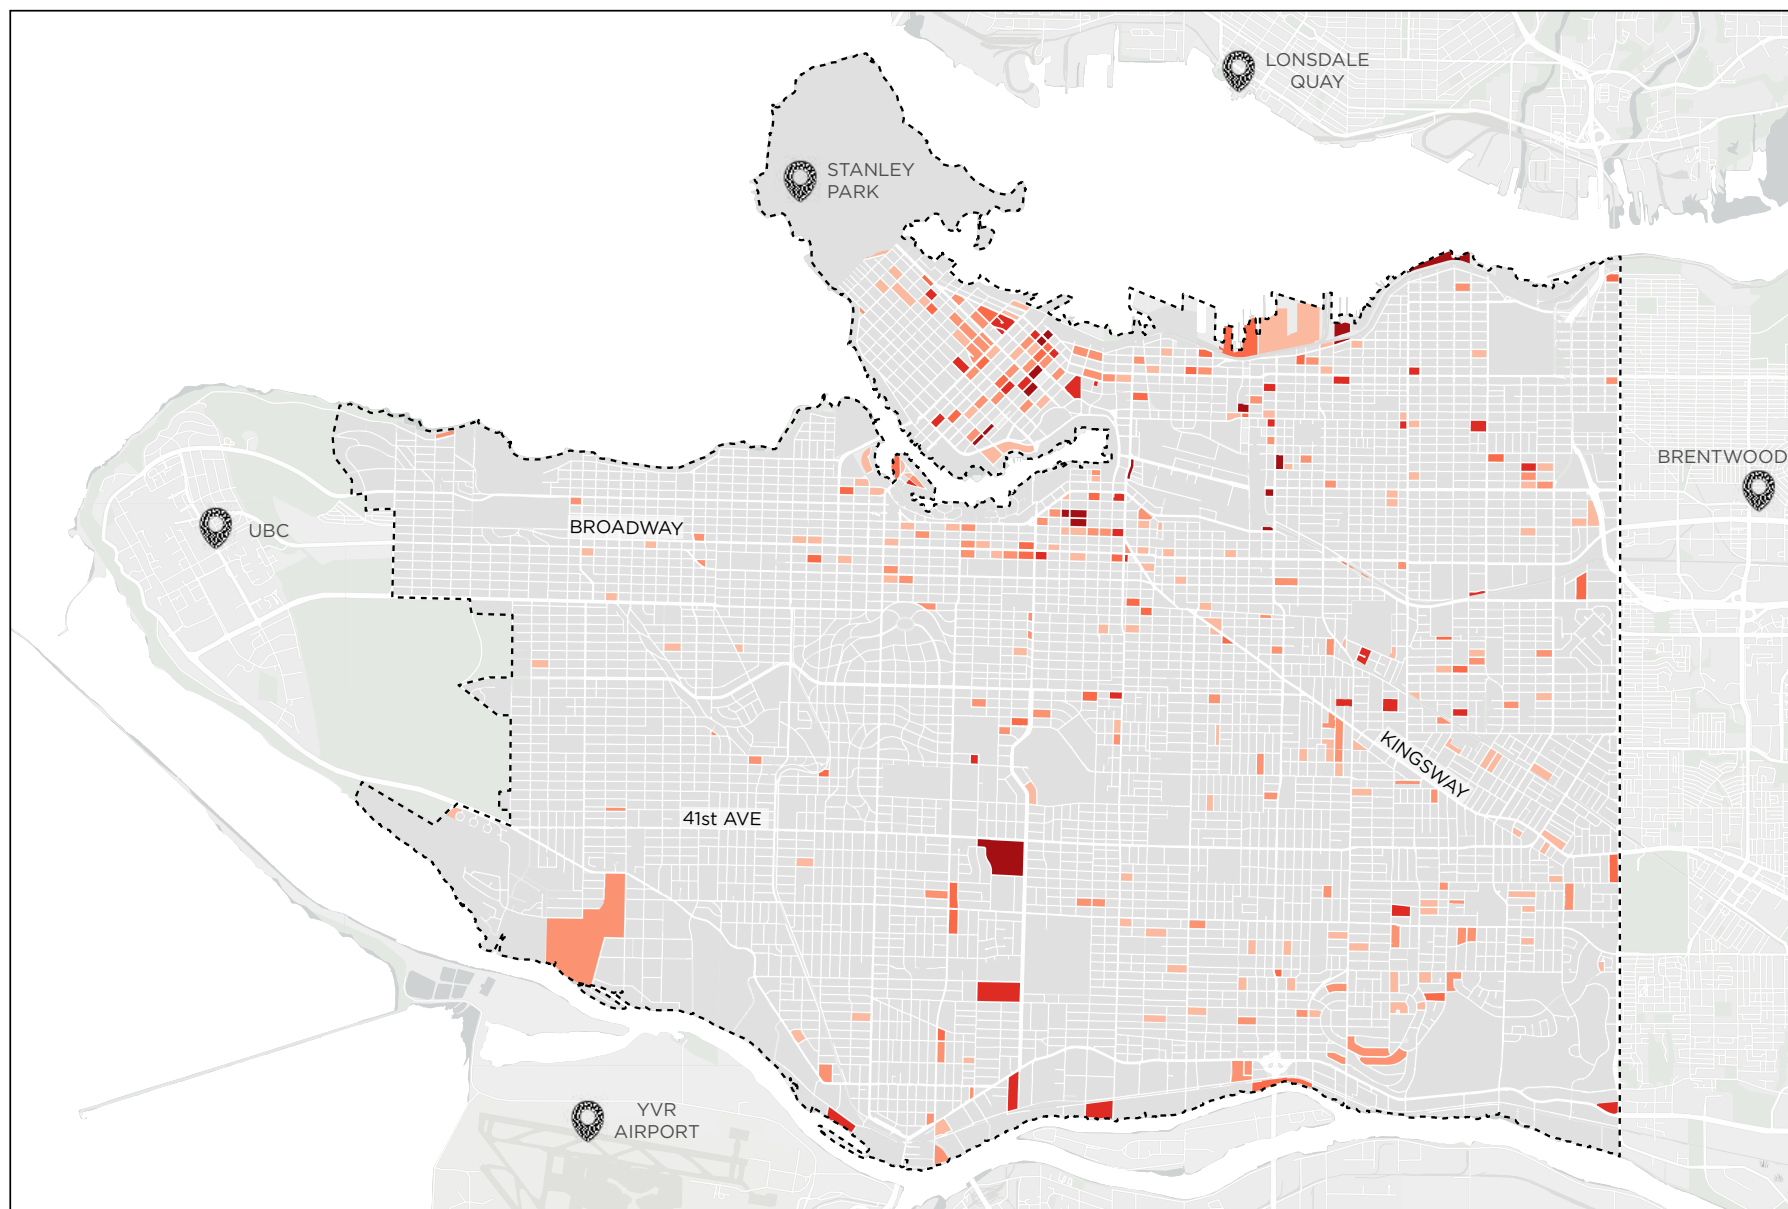 LONSDALE
QUAY
STANLEY
PARK
BRENTWOOD
UBC
BROADWAY
KINGSWAY
41st AVE
YVR
AIRPORT